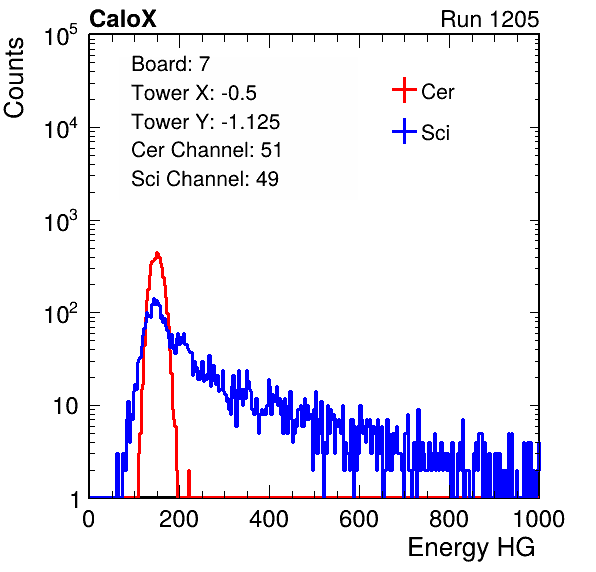 CaloX Run 1205
Counts
10^5
10^4
10^3
10^2
10
1
Board: 7
Tower X: -0.5
Tower Y: -1.125
Cer Channel: 51
Sci Channel: 49
Cer
Sci
0 200 400 600 800 1000
Energy HG